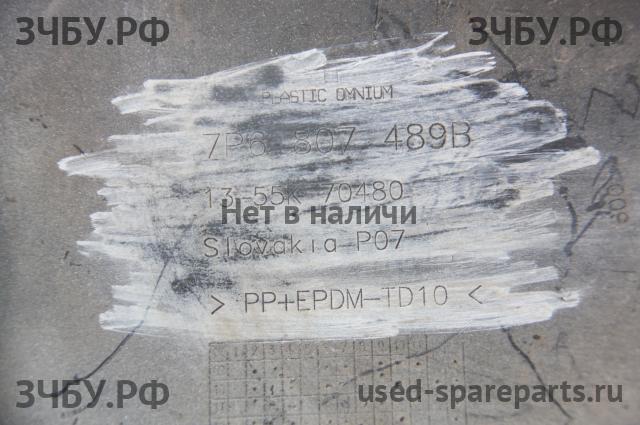 ЗЧБУ.РФ ЗЧБУ.РФ
PLASTIC OMNIUM
7P6 807 489B
13-55K 70480
Нет в наличи
Slovakia P07
> PP+EPDM-TD10 <
ЗЧБУ.РФ used-spareparts.ru